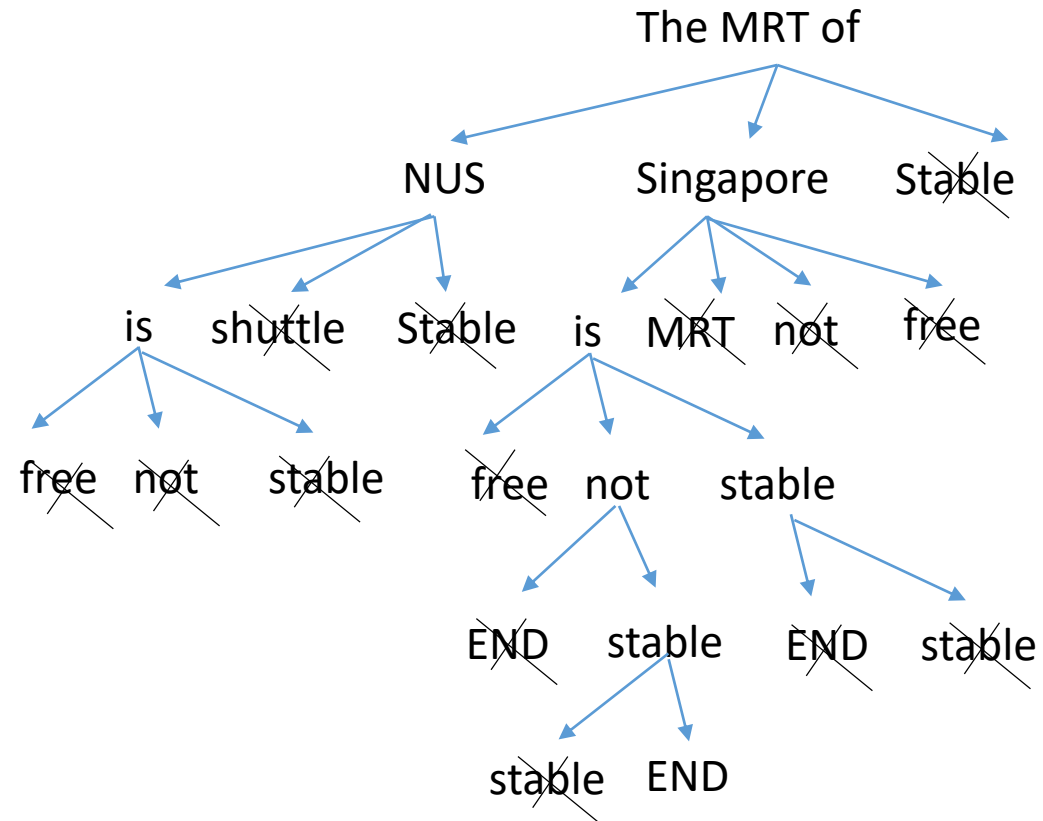 The MRT of
NUS Singapore Stable
is shuttle Stable is MRT not free
free not stable free not stable
END stable END stable
stable END